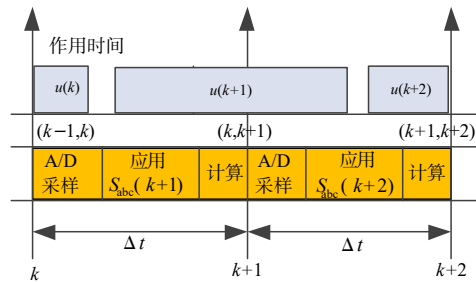 作用时间
u(k) u(k+1) u(k+2)
(k−1,k) (k,k+1) (k+1,k+2)
A/D 应用 计算 A/D 应用 计算
采样 Sabc(k+1) 采样 Sabc(k+2)
Δt Δt
k k+1 k+2